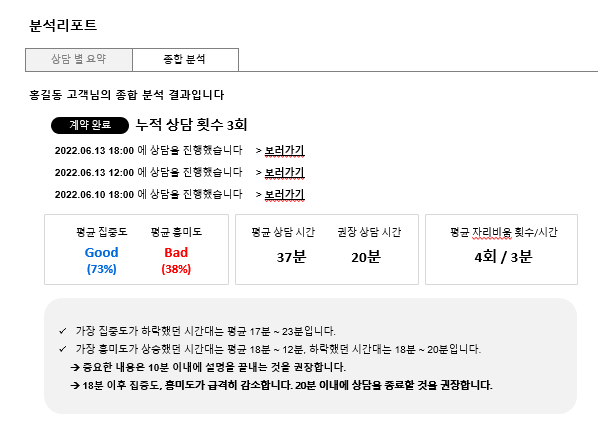 분석리포트
상담 별 요약
종합 분석
홍길동 고객님의 종합 분석 결과입니다
계약 완료 누적 상담 횟수 3회
2022.06.13 18:00 에 상담을 진행했습니다 > 보러가기
2022.06.13 12:00 에 상담을 진행했습니다 > 보러가기
2022.06.10 18:00 에 상담을 진행했습니다 > 보러가기
평균 집중도 평균 흥미도
Good Bad
(73%) (38%)
평균 상담 시간 권장 상담 시간
37분 20분
평균 자리비움 횟수/시간
4회 / 3분
✓ 가장 집중도가 하락했던 시간대는 평균 17분 ~ 23분입니다.
✓ 가장 흥미도가 상승했던 시간대는 평균 18분 ~ 12분, 하락했던 시간대는 18분 ~ 20분입니다.
➔ 중요한 내용은 10분 이내에 설명을 끝내는 것을 권장합니다.
➔ 18분 이후 집중도, 흥미도가 급격히 감소합니다. 20분 이내에 상담을 종료할 것을 권장합니다.